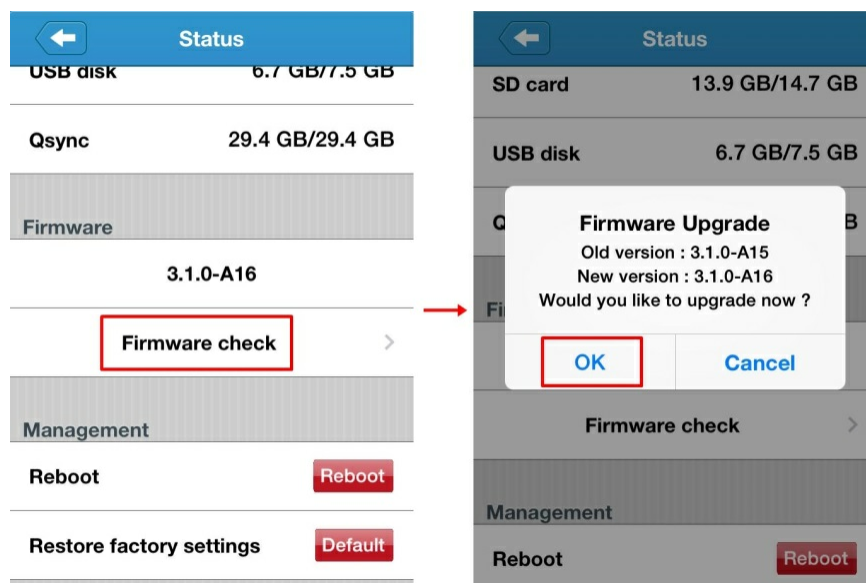 Status
USB disk 6.7 GB/7.5 GB
Qsync 29.4 GB/29.4 GB
Firmware
3.1.0-A16
Firmware check
Management
Reboot Reboot
Restore factory settings Default
Status
SD card 13.9 GB/14.7 GB
USB disk 6.7 GB/7.5 GB
Q B
Firmware Upgrade
Old version : 3.1.0-A15
New version : 3.1.0-A16
Would you like to upgrade now ?
Fi
OK Cancel
Firmware check
Management
Reboot Reboot